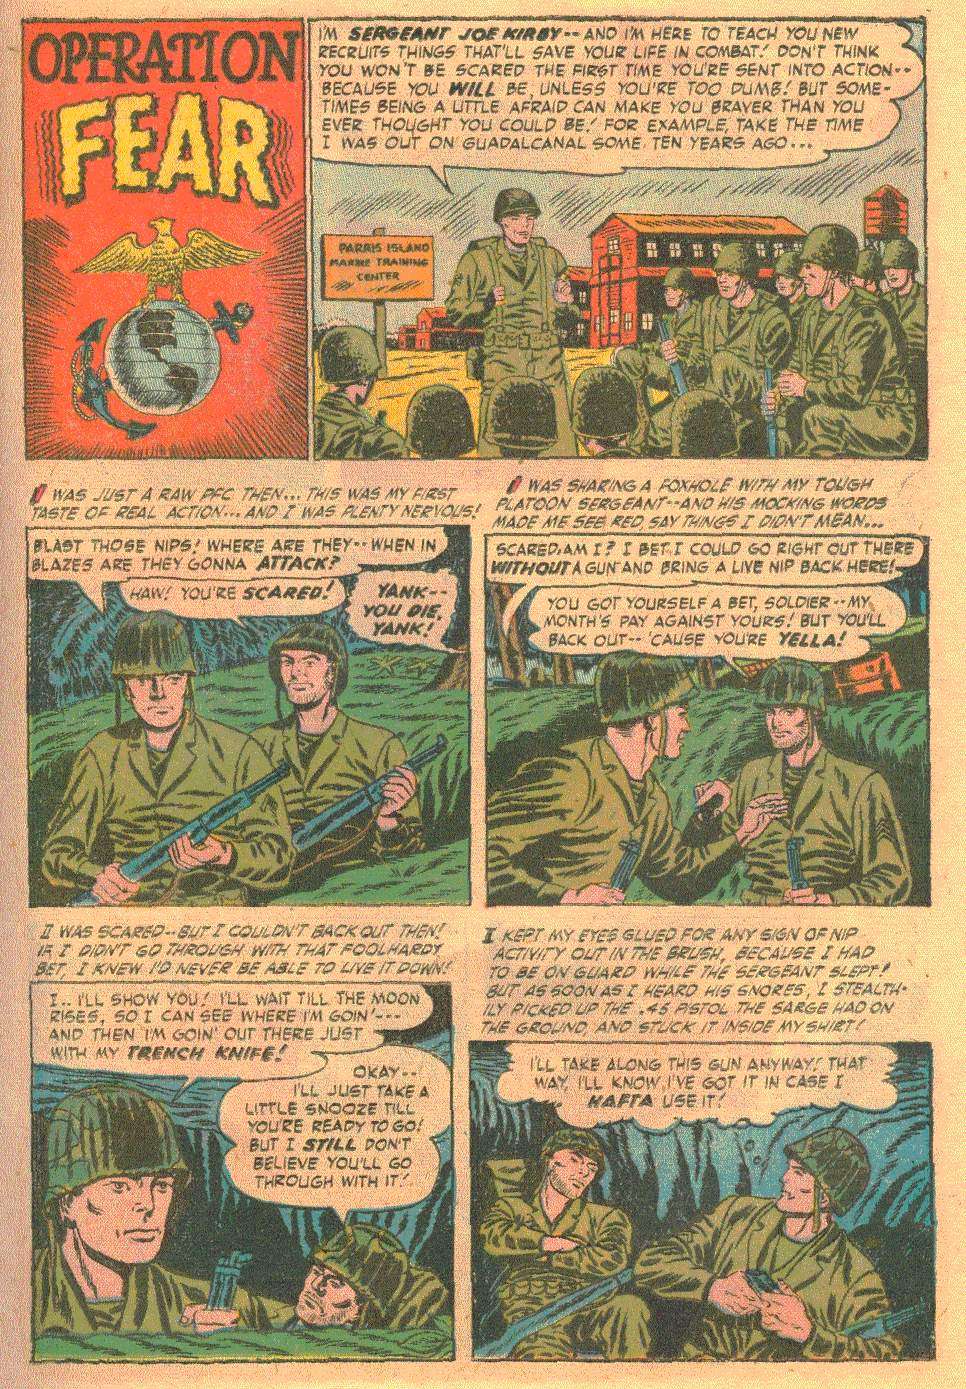 OPERATION
FEAR
I'M SERGEANT JOE KIRBY--AND I'M HERE TO TEACH YOU NEW
RECRUITS THINGS THAT'LL SAVE YOUR LIFE IN COMBAT! DON'T THINK
YOU WON'T BE SCARED THE FIRST TIME YOU'RE SENT INTO ACTION--
BECAUSE YOU WILL BE, UNLESS YOU'RE TOO DUMB! BUT SOME-
TIMES BEING A LITTLE AFRAID CAN MAKE YOU BRAVER THAN YOU
EVER THOUGHT YOU COULD BE! FOR EXAMPLE, TAKE THE TIME
I WAS OUT ON GUADALCANAL SOME TEN YEARS AGO...
PARRIS ISLAND
MARINE TRAINING
CENTER
I WAS JUST A RAW PFC THEN... THIS WAS MY FIRST
TASTE OF REAL ACTION... AND I WAS PLENTY NERVOUS!
BLAST THOSE NIPS! WHERE ARE THEY--WHEN IN
BLAZES ARE THEY GONNA ATTACK?
HAW! YOU'RE SCARED!
YANK--
YOU DIE,
YANK!
I WAS SHARING A FOXHOLE WITH MY TOUGH
PLATOON SERGEANT--AND HIS MOCKING WORDS
MADE ME SEE RED, SAY THINGS I DIDN'T MEAN...
SCARED, AM I? I BET I COULD GO RIGHT OUT THERE
WITHOUT A GUN AND BRING A LIVE NIP BACK HERE!
YOU GOT YOURSELF A BET, SOLDIER--MY
MONTH'S PAY AGAINST YOURS! BUT YOU'LL
BACK OUT--'CAUSE YOU'RE YELLA!
I WAS SCARED--BUT I COULDN'T BACK OUT THEN!
IF I DIDN'T GO THROUGH WITH THAT FOOLHARDY
BET, I KNEW I'D NEVER BE ABLE TO LIVE IT DOWN!
I.. I'LL SHOW YOU! I'LL WAIT TILL THE MOON
RISES, SO I CAN SEE WHERE I'M GOIN'---
AND THEN I'M GOIN' OUT THERE JUST
WITH MY TRENCH KNIFE!
OKAY--
I'LL JUST TAKE A
LITTLE SNOOZE TILL
YOU'RE READY TO GO!
BUT I STILL DON'T
BELIEVE YOU'LL GO
THROUGH WITH IT!
I KEPT MY EYES GLUED FOR ANY SIGN OF NIP
ACTIVITY OUT IN THE BRUSH, BECAUSE I HAD
TO BE ON GUARD WHILE THE SERGEANT SLEPT!
BUT AS SOON AS I HEARD HIS SNORES, I STEALTH-
ILY PICKED UP THE .45 PISTOL THE SARGE HAD ON
THE GROUND, AND STUCK IT INSIDE MY SHIRT!
I'LL TAKE ALONG THIS GUN ANYWAY! THAT
WAY, I'LL KNOW I'VE GOT IT IN CASE I
HAFTA USE IT!